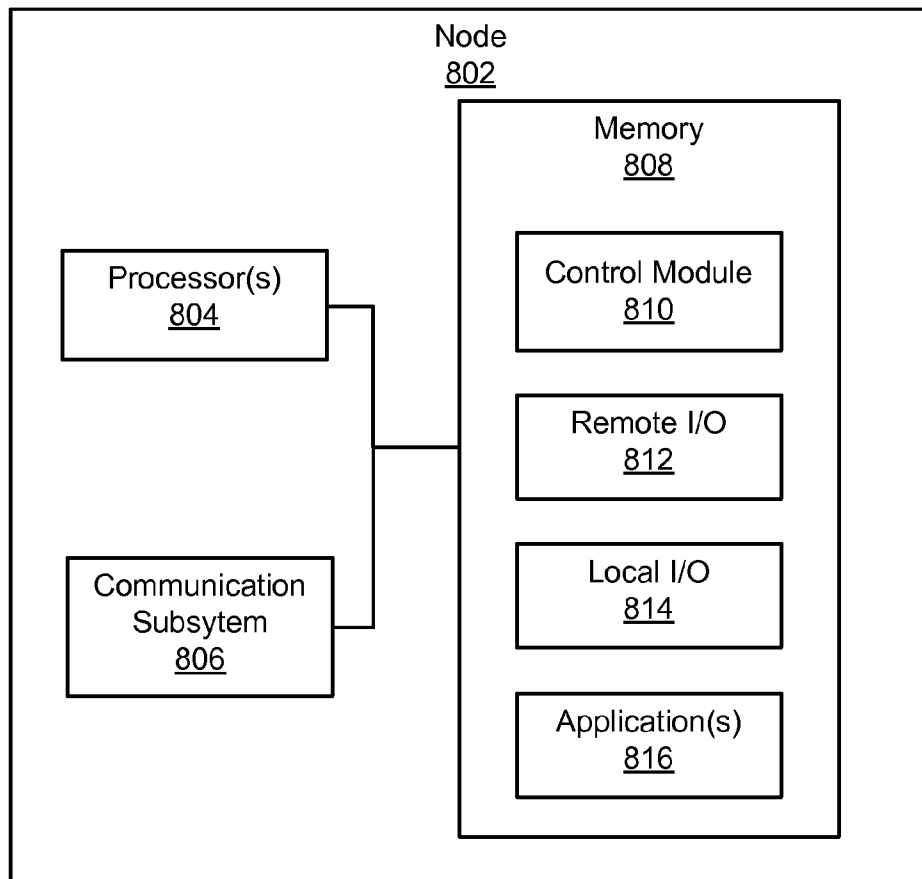 Node
802
Memory
808
Control Module
810
Processor(s)
804
Remote I/O
812
Local I/O
814
Communication
Subsytem
806
Application(s)
816